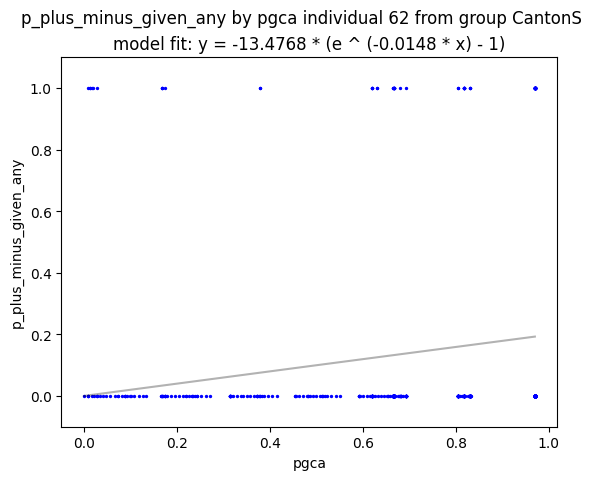 p_plus_minus_given_any by pgca individual 62 from group CantonS
model fit: y = -13.4768 * (e ^ (-0.0148 * x) - 1)
1.0
0.8
0.6
0.4
0.2
0.0
p_plus_minus_given_any
0.0 0.2 0.4 0.6 0.8 1.0
pgca